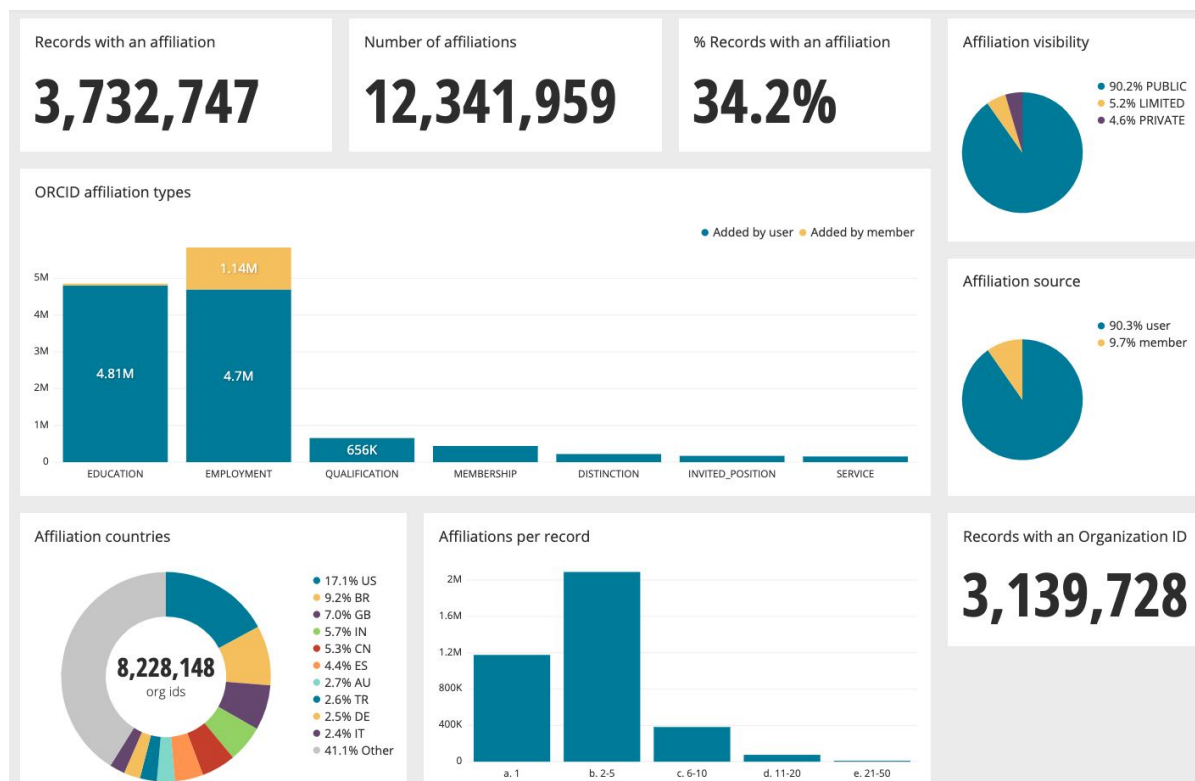 Records with an affiliation
3,732,747
Number of affiliations
12,341,959
% Records with an affiliation
34.2%
Affiliation visibility
90.2% PUBLIC
5.2% LIMITED
4.6% PRIVATE
ORCID affiliation types
Added by user Added by member
5M
4M
3M
2M
1M
0
4.81M
1.14M
4.7M
656K
EDUCATION
EMPLOYMENT
QUALIFICATION
MEMBERSHIP
DISTINCTION
INVITED_POSITION
SERVICE
Affiliation source
90.3% user
9.7% member
Affiliation countries
8,228,148
org ids
17.1% US
9.2% BR
7.0% GB
5.7% IN
5.3% CN
4.4% ES
2.7% AU
2.6% TR
2.5% DE
2.4% IT
41.1% Other
Affiliations per record
2M
1.6M
1.2M
800K
400K
0
a. 1
b. 2-5
c. 6-10
d. 11-20
e. 21-50
Records with an Organization ID
3,139,728